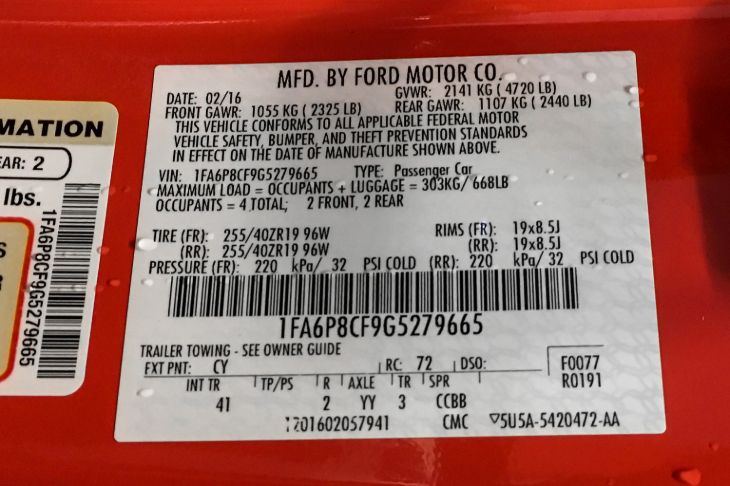 MATION
EAR: 2
lbs.
1FA6P8CF9G5279665
MFD. BY FORD MOTOR CO.
DATE: 02/16 GVWR: 2141 KG ( 4720 LB)
FRONT GAWR: 1055 KG ( 2325 LB) REAR GAWR: 1107 KG ( 2440 LB)
THIS VEHICLE CONFORMS TO ALL APPLICABLE FEDERAL MOTOR
VEHICLE SAFETY, BUMPER, AND THEFT PREVENTION STANDARDS
IN EFFECT ON THE DATE OF MANUFACTURE SHOWN ABOVE.
VIN: 1FA6P8CF9G5279665 TYPE: Passenger Car
MAXIMUM LOAD = OCCUPANTS + LUGGAGE = 303KG/ 668LB
OCCUPANTS = 4 TOTAL; 2 FRONT, 2 REAR
TIRE (FR): 255/40ZR19 96W RIMS (FR): 19x8.5J
(RR): 255/40ZR19 96W (RR): 19x8.5J
PRESSURE (FR): 220 kPa/ 32 PSI COLD (RR): 220 kPa/ 32 PSI COLD
1FA6P8CF9G5279665
TRAILER TOWING - SEE OWNER GUIDE
EXT PNT: CY RC: 72 DSO: F0077
R0191
INT TR TP/PS R AXLE TR SPR
41 2 YY 3 CCBB
1201602057941 CMC ▽5U5A-5420472-AA